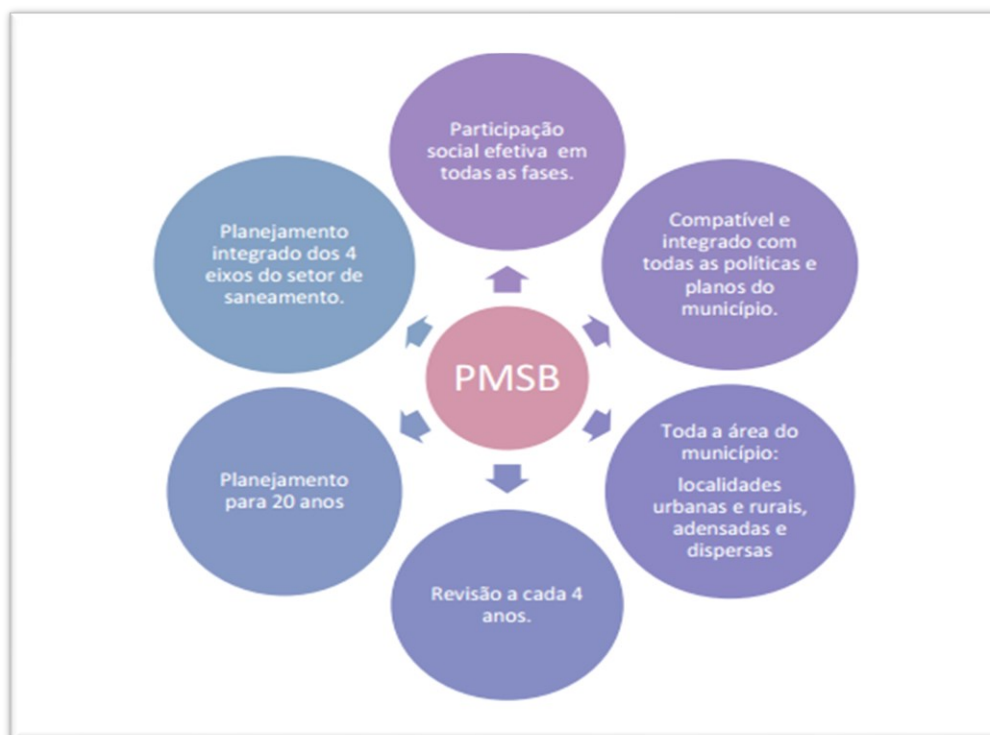 Participação
social efetiva em
todas as fases.
Compatível e
integrado com
todas as políticas e
planos do
município.
Toda a área do
município:
localidades
urbanas e rurais,
adensadas e
dispersas
Revisão a cada 4
anos.
Planejamento
para 20 anos
Planejamento
integrado dos 4
eixos do setor de
saneamento.
PMSB